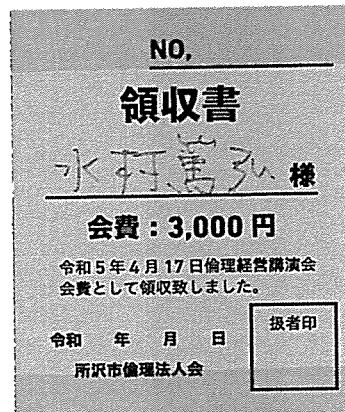 NO,
領収書
水村篤弘 様
会費：3,000 円
令和5年4月17日倫理経営講演会
会費として領収致しました。
扱者印
令和 年 月 日
所沢市倫理法人会